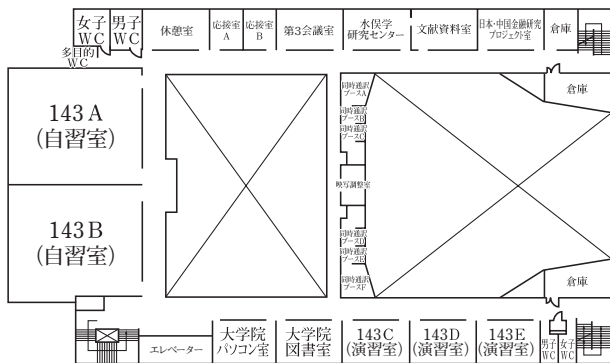 女子
WC
男子
WC
休憩室
応接室
A
応接室
B
第3会議室
水俣学
研究センター
文献資料室
日本・中国金融研究
プロジェクト室
倉庫
多目的
WC
143A
(自習室)
同時通訳
ブースA
同時通訳
ブースB
同時通訳
ブースC
倉庫
映写調整室
143B
(自習室)
同時通訳
ブースD
同時通訳
ブースE
同時通訳
ブースF
倉庫
エレベーター
大学院
パソコン室
大学院
図書室
143C
(演習室)
143D
(演習室)
143E
(演習室)
男子
WC
女子
WC